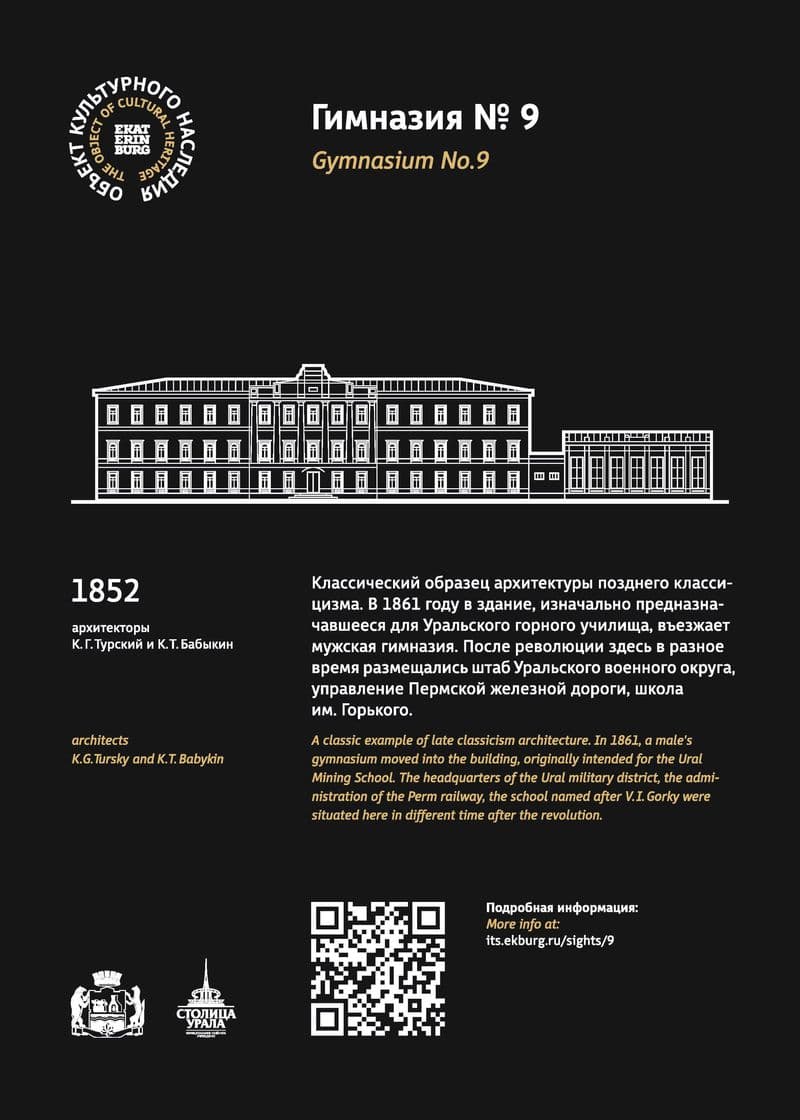 ОБЪЕКТ КУЛЬТУРНОГО НАСЛЕДИЯ
THE OBJECT OF CULTURAL HERITAGE
EKAT
ERIN
BURG
Гимназия № 9
Gymnasium No.9
1852
архитекторы
К.Г.Турский и К.Т.Бабыкин
Классический образец архитектуры позднего класси-
цизма. В 1861 году в здание, изначально предназна-
чавшееся для Уральского горного училища, въезжает
мужская гимназия. После революции здесь в разное
время размещались штаб Уральского военного округа,
управление Пермской железной дороги, школа
им. Горького.
architects
K.G.Tursky and K.T.Babykin
A classic example of late classicism architecture. In 1861, a male's
gymnasium moved into the building, originally intended for the Ural
Mining School. The headquarters of the Ural military district, the admi-
nistration of the Perm railway, the school named after V.I.Gorky were
situated here in different time after the revolution.
Подробная информация:
More info at:
its.ekburg.ru/sights/9
СТОЛИЦА
УРАЛА